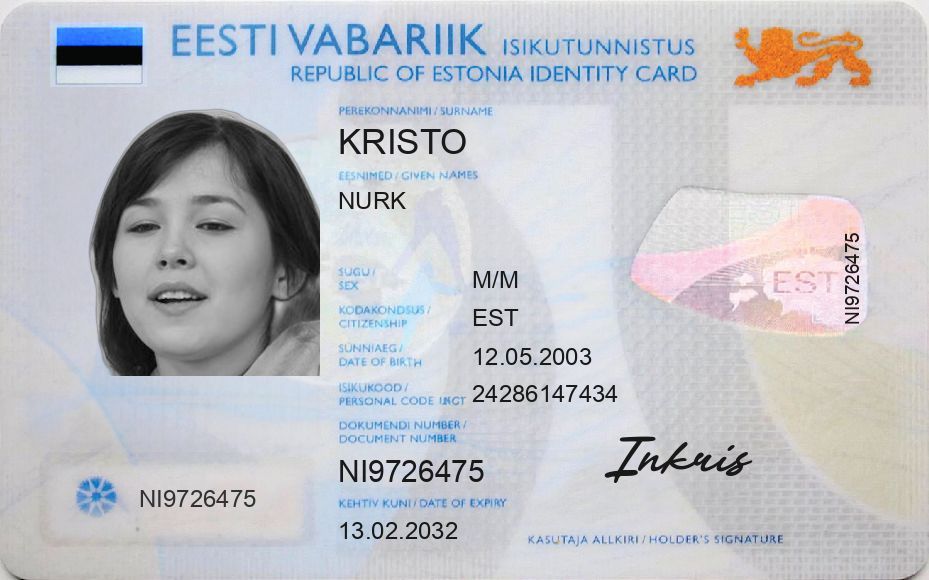 EESTI VABARIIK ISIKUTUNNISTUS
REPUBLIC OF ESTONIA IDENTITY CARD
PEREKONNANIMI / SURNAME
KRISTO
EESNIMED / GIVEN NAMES
NURK
SUGU /
SEX
M/M
KODAKONDSUS /
CITIZENSHIP
EST
SÜNNIAEG /
DATE OF BIRTH
12.05.2003
ISIKUKOOD /
PERSONAL CODE
24286147434
DOKUMENDI NUMBER /
DOCUMENT NUMBER
NI9726475
KEHTIV KUNI / DATE OF EXPIRY
13.02.2032
NI9726475
EST
NI9726475
Inkris
KASUTAJA ALLKIRI / HOLDER'S SIGNATURE